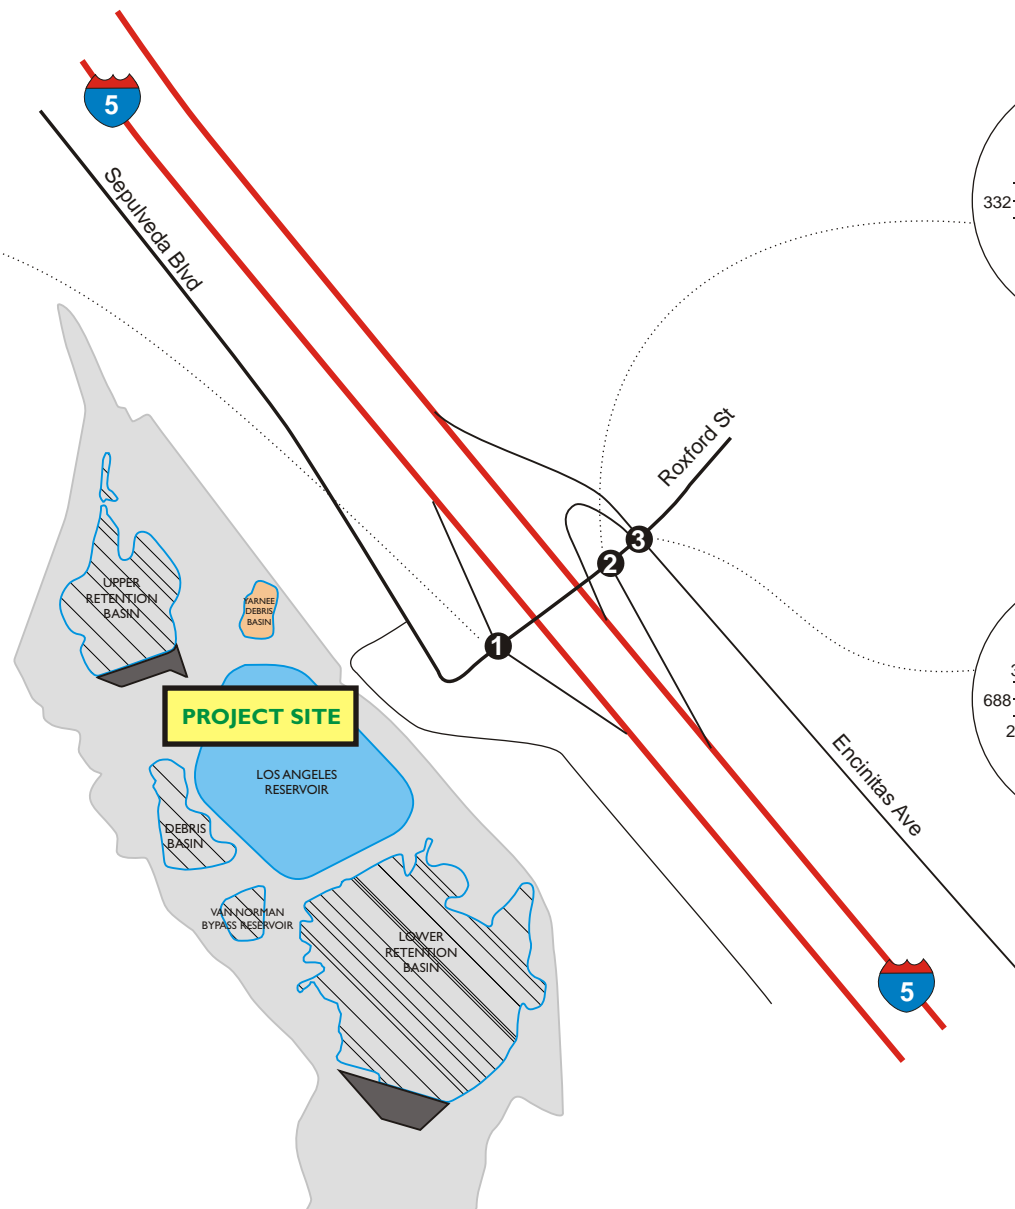 5
Sepulveda Blvd
332
Roxford St
3
2
1
UPPER
RETENTION
BASIN
YARNEE
DEBRIS
BASIN
3
688
2
PROJECT SITE
LOS ANGELES
RESERVOIR
Encinitas Ave
DEBRIS
BASIN
VAN NORMAN
BYPASS RESERVOIR
LOWER
RETENTION
BASIN
5